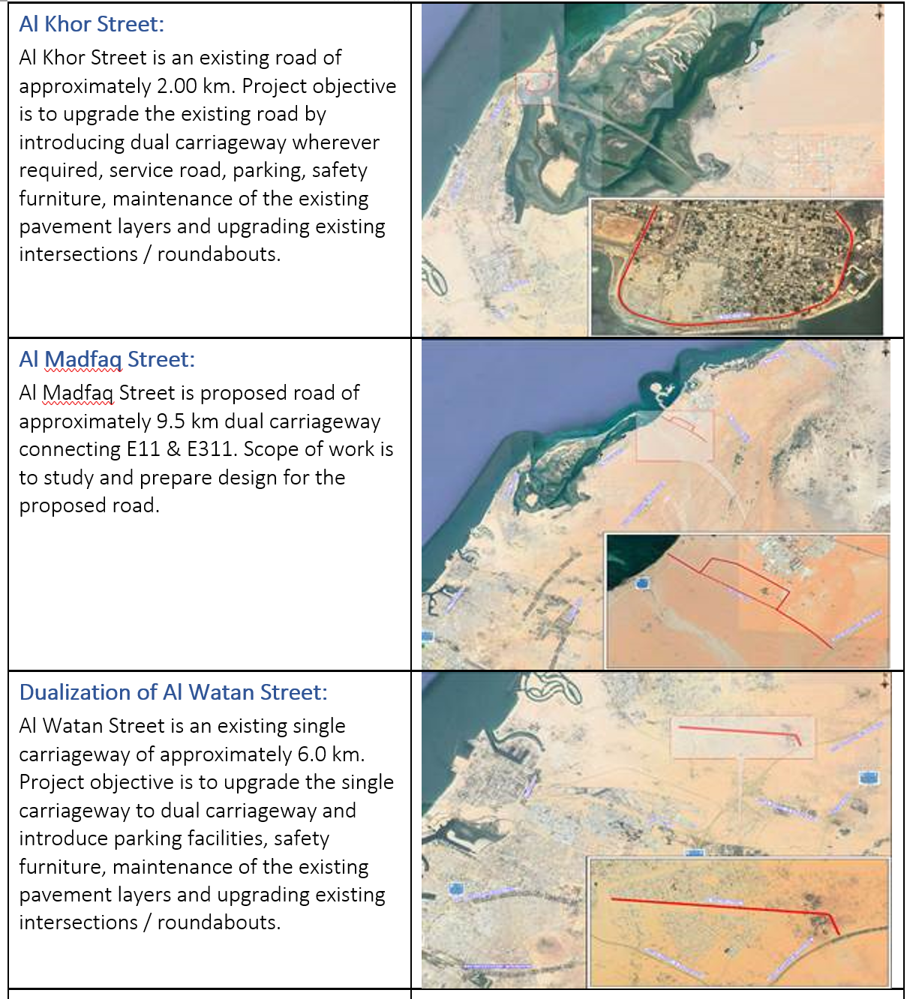 Al Khor Street:
Al Khor Street is an existing road of
approximately 2.00 km. Project objective
is to upgrade the existing road by
introducing dual carriageway wherever
required, service road, parking, safety
furniture, maintenance of the existing
pavement layers and upgrading existing
intersections / roundabouts.
Al Madfaq Street:
Al Madfaq Street is proposed road of
approximately 9.5 km dual carriageway
connecting E11 & E311. Scope of work is
to study and prepare design for the
proposed road.
Dualization of Al Watan Street:
Al Watan Street is an existing single
carriageway of approximately 6.0 km.
Project objective is to upgrade the single
carriageway to dual carriageway and
introduce parking facilities, safety
furniture, maintenance of the existing
pavement layers and upgrading existing
intersections / roundabouts.